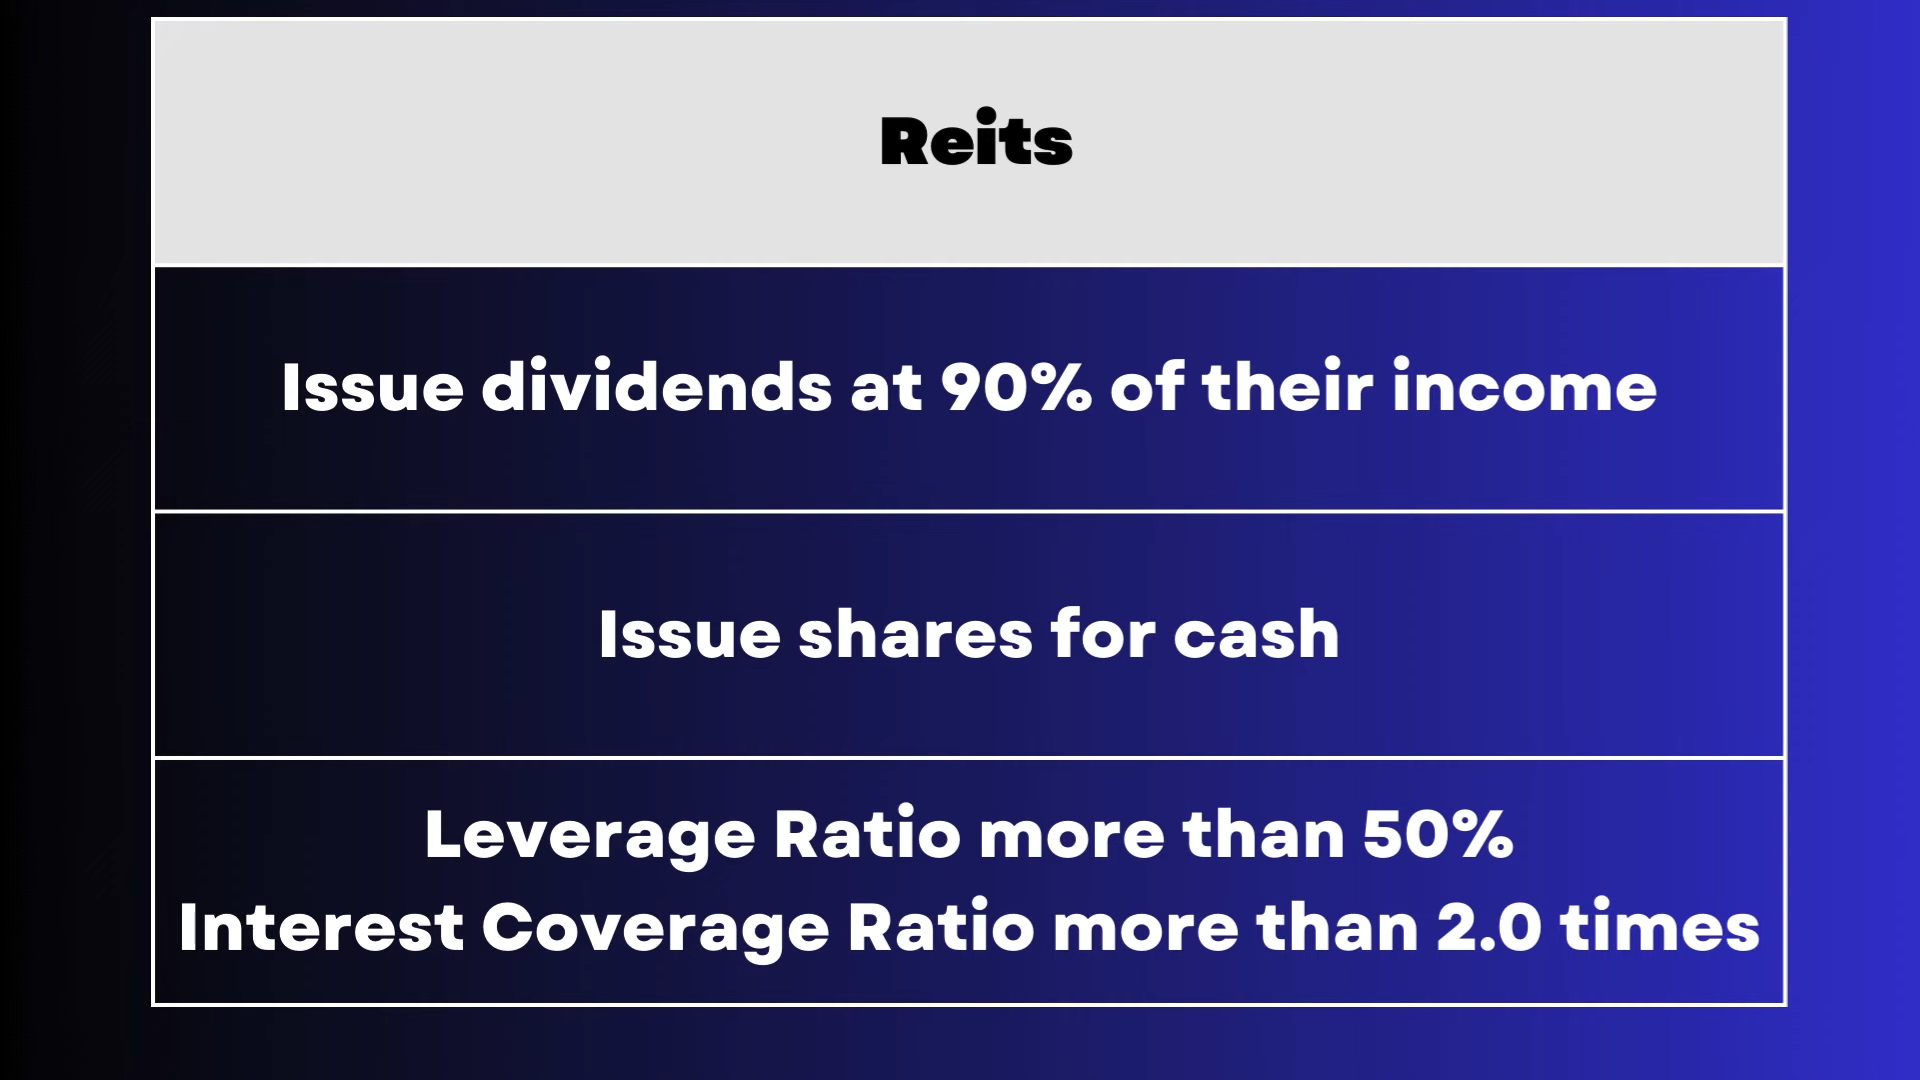 Reits
Issue dividends at 90% of their income
Issue shares for cash
Leverage Ratio more than 50%
Interest Coverage Ratio more than 2.0 times